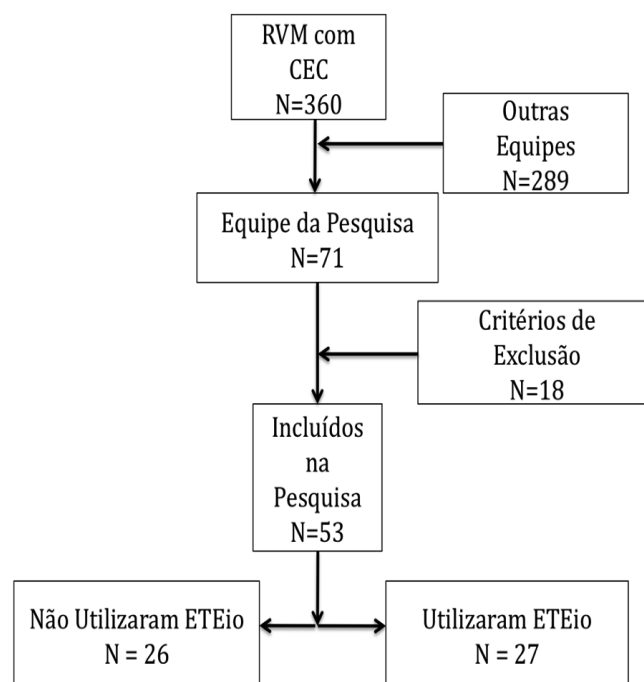 RVM com
CEC
N=360
Outras
Equipes
N=289
Equipe da Pesquisa
N=71
Critérios de
Exclusão
N=18
Incluídos
na
Pesquisa
N=53
Não Utilizaram ETEio
N = 26
Utilizaram ETEio
N = 27